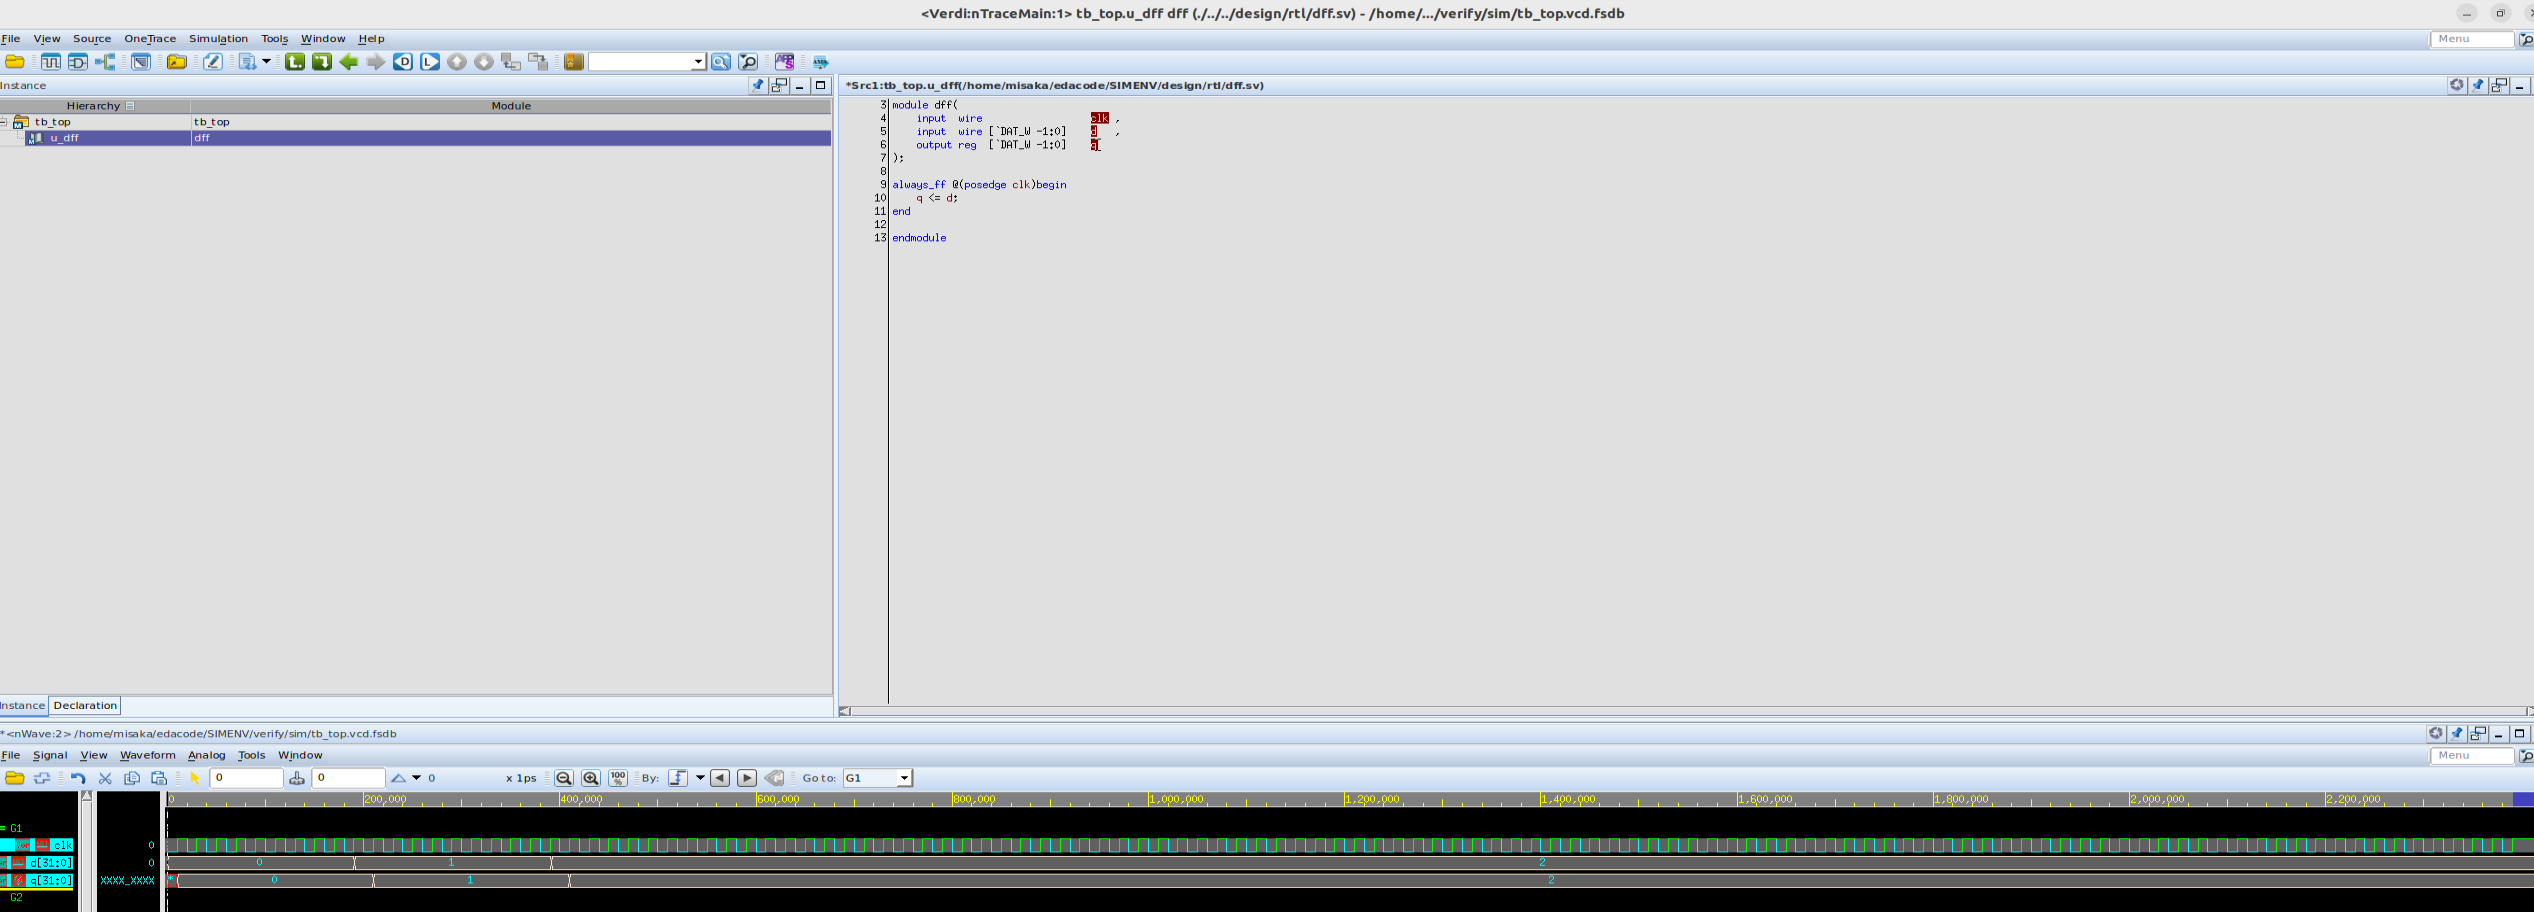 <Verdi:nTraceMain:1> tb_top.u_dff dff (./../../design/rtl/dff.sv) - /home/.../verify/sim/tb_top.vcd.fsdb
File View Source OneTrace Simulation Tools Window Help
Menu
Instance
*Src1:tb_top.u_dff(/home/misaka/edacode/SIMENV/design/rtl/dff.sv)
Hierarchy Module
tb_top tb_top
u_dff dff
3 module dff(
4 input wire clk ,
5 input wire [`DAT_W -1:0] d ,
6 output reg [`DAT_W -1:0] q
7 );
8
9 always_ff @(posedge clk)begin
10 q <= d;
11 end
12
13 endmodule
Instance Declaration
*<nWave:2> /home/misaka/edacode/SIMENV/verify/sim/tb_top.vcd.fsdb
File Signal View Waveform Analog Tools Window
Menu
0 0 0 x 1ps 100 % By: Go to: G1
0 200,000 400,000 600,000 800,000 1,000,000 1,200,000 1,400,000 1,600,000 1,800,000 2,000,000 2,200,000
= G1
clk 0
d[31:0] 0 0 1 2
q[31:0] XXXX_XXXX * 0 1 2
G2